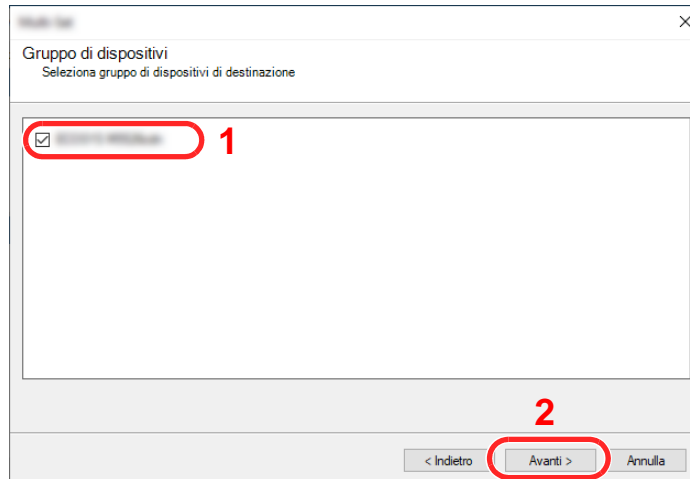 Gruppo di dispositivi
Seleziona gruppo di dispositivi di destinazione
1
2
< Indietro
Avanti >
Annulla